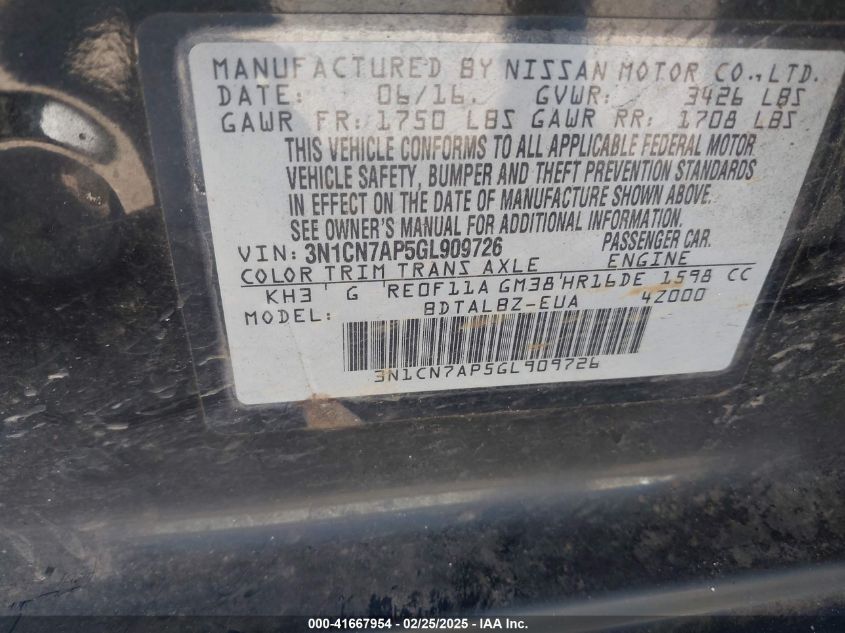 MANUFACTURED BY NISSAN MOTOR CO., LTD.
DATE: 06/16. GVWR: 3426 LBS
GAWR FR: 1750 LBS GAWR RR: 1708 LBS
THIS VEHICLE CONFORMS TO ALL APPLICABLE FEDERAL MOTOR
VEHICLE SAFETY, BUMPER AND THEFT PREVENTION STANDARDS
IN EFFECT ON THE DATE OF MANUFACTURE SHOWN ABOVE.
SEE OWNER'S MANUAL FOR ADDITIONAL INFORMATION.
VIN: 3N1CN7AP5GL909726 PASSENGER CAR.
COLOR TRIM TRANS AXLE ENGINE
KH3 ' G 'RE0F11A GM38'HR16DE 1598 CC
MODEL: BDTALBZ-EUA 4Z000
3N1CN7AP5GL909726
000-41667954 - 02/25/2025 - IAA Inc.